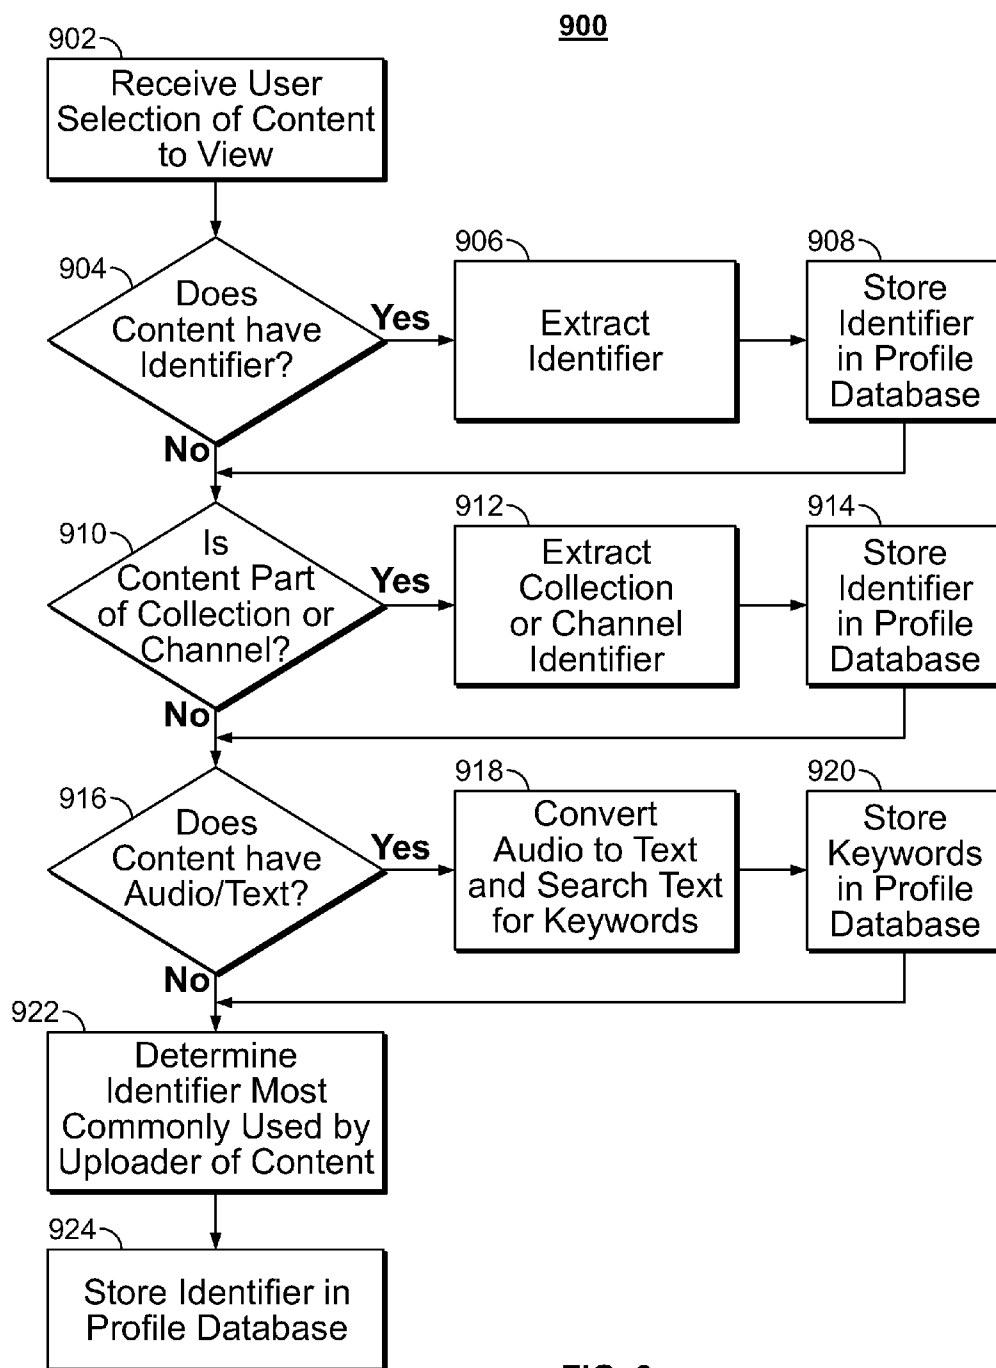 900
902
Receive User
Selection of Content
to View
904
Does
Content have
Identifier?
Yes
No
906
Extract
Identifier
908
Store
Identifier
in Profile
Database
910
Is
Content Part
of Collection or
Channel?
Yes
No
912
Extract
Collection
or Channel
Identifier
914
Store
Identifier
in Profile
Database
916
Does
Content have
Audio/Text?
Yes
No
918
Convert
Audio to Text
and Search Text
for Keywords
920
Store
Keywords
in Profile
Database
922
Determine
Identifier Most
Commonly Used by
Uploader of Content
924
Store Identifier in
Profile Database